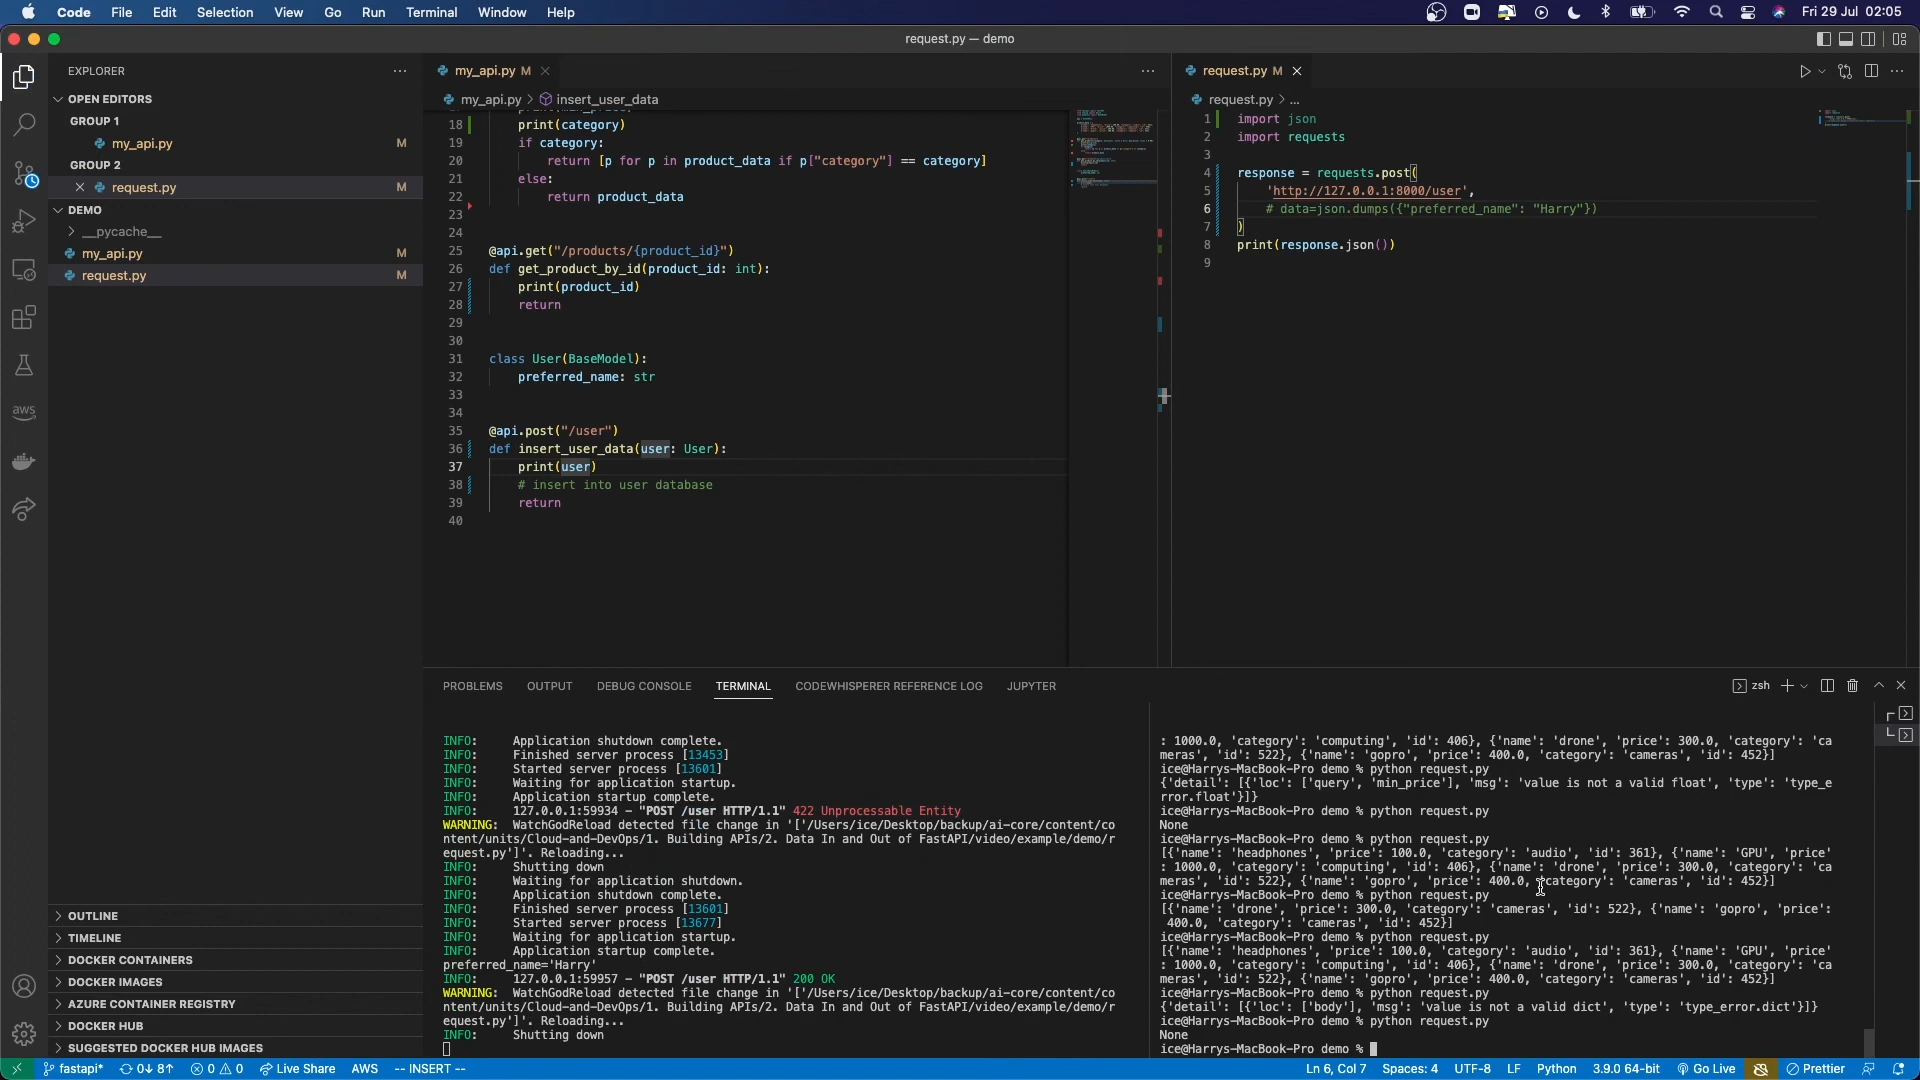 Code File Edit Selection View Go Run Terminal Window Help Fri 29 Jul 02:05
request.py — demo
EXPLORER
OPEN EDITORS
GROUP 1
my_api.py M
GROUP 2
request.py M
DEMO
__pycache__
my_api.py M
request.py M
OUTLINE
TIMELINE
DOCKER CONTAINERS
DOCKER IMAGES
AZURE CONTAINER REGISTRY
DOCKER HUB
SUGGESTED DOCKER HUB IMAGES
aws
my_api.py M
my_api.py > insert_user_data
18 print(category)
19 if category:
20 return [p for p in product_data if p["category"] == category]
21 else:
22 return product_data
23
24
25 @api.get("/products/{product_id}")
26 def get_product_by_id(product_id: int):
27 print(product_id)
28 return
29
30
31 class User(BaseModel):
32 preferred_name: str
33
34
35 @api.post("/user")
36 def insert_user_data(user: User):
37 print(user)
38 # insert into user database
39 return
40
request.py M
request.py > ...
1 import json
2 import requests
3
4 response = requests.post(
5 'http://127.0.0.1:8000/user',
6 # data=json.dumps({"preferred_name": "Harry"})
7 )
8 print(response.json())
9
PROBLEMS OUTPUT DEBUG CONSOLE TERMINAL CODEWHISPERER REFERENCE LOG JUPYTER
zsh
INFO: Application shutdown complete.
INFO: Finished server process [13453]
INFO: Started server process [13601]
INFO: Waiting for application startup.
INFO: Application startup complete.
INFO: 127.0.0.1:59934 - "POST /user HTTP/1.1" 422 Unprocessable Entity
WARNING: WatchGodReload detected file change in '['/Users/ice/Desktop/backup/ai-core/content/co
ntent/units/Cloud-and-DevOps/1. Building APIs/2. Data In and Out of FastAPI/video/example/demo/r
equest.py']'. Reloading...
INFO: Shutting down
INFO: Waiting for application shutdown.
INFO: Application shutdown complete.
INFO: Finished server process [13601]
INFO: Started server process [13677]
INFO: Waiting for application startup.
INFO: Application startup complete.
preferred_name='Harry'
INFO: 127.0.0.1:59957 - "POST /user HTTP/1.1" 200 OK
WARNING: WatchGodReload detected file change in '['/Users/ice/Desktop/backup/ai-core/content/co
ntent/units/Cloud-and-DevOps/1. Building APIs/2. Data In and Out of FastAPI/video/example/demo/r
equest.py']'. Reloading...
INFO: Shutting down
: 1000.0, 'category': 'computing', 'id': 406}, {'name': 'drone', 'price': 300.0, 'category': 'ca
meras', 'id': 522}, {'name': 'gopro', 'price': 400.0, 'category': 'cameras', 'id': 452}]
ice@Harrys-MacBook-Pro demo % python request.py
{'detail': [{'loc': ['query', 'min_price'], 'msg': 'value is not a valid float', 'type': 'type_e
rror.float'}]}
ice@Harrys-MacBook-Pro demo % python request.py
None
ice@Harrys-MacBook-Pro demo % python request.py
[{'name': 'headphones', 'price': 100.0, 'category': 'audio', 'id': 361}, {'name': 'GPU', 'price'
: 1000.0, 'category': 'computing', 'id': 406}, {'name': 'drone', 'price': 300.0, 'category': 'ca
meras', 'id': 522}, {'name': 'gopro', 'price': 400.0, 'category': 'cameras', 'id': 452}]
ice@Harrys-MacBook-Pro demo % python request.py
[{'name': 'drone', 'price': 300.0, 'category': 'cameras', 'id': 522}, {'name': 'gopro', 'price':
400.0, 'category': 'cameras', 'id': 452}]
ice@Harrys-MacBook-Pro demo % python request.py
[{'name': 'headphones', 'price': 100.0, 'category': 'audio', 'id': 361}, {'name': 'GPU', 'price'
: 1000.0, 'category': 'computing', 'id': 406}, {'name': 'drone', 'price': 300.0, 'category': 'ca
meras', 'id': 522}, {'name': 'gopro', 'price': 400.0, 'category': 'cameras', 'id': 452}]
ice@Harrys-MacBook-Pro demo % python request.py
{'detail': [{'loc': ['body'], 'msg': 'value is not a valid dict', 'type': 'type_error.dict'}]}
ice@Harrys-MacBook-Pro demo % python request.py
None
ice@Harrys-MacBook-Pro demo %
fastapi* 0↓ 8↑ 0 0 Live Share AWS -- INSERT -- Ln 6, Col 7 Spaces: 4 UTF-8 LF Python 3.9.0 64-bit Go Live Prettier